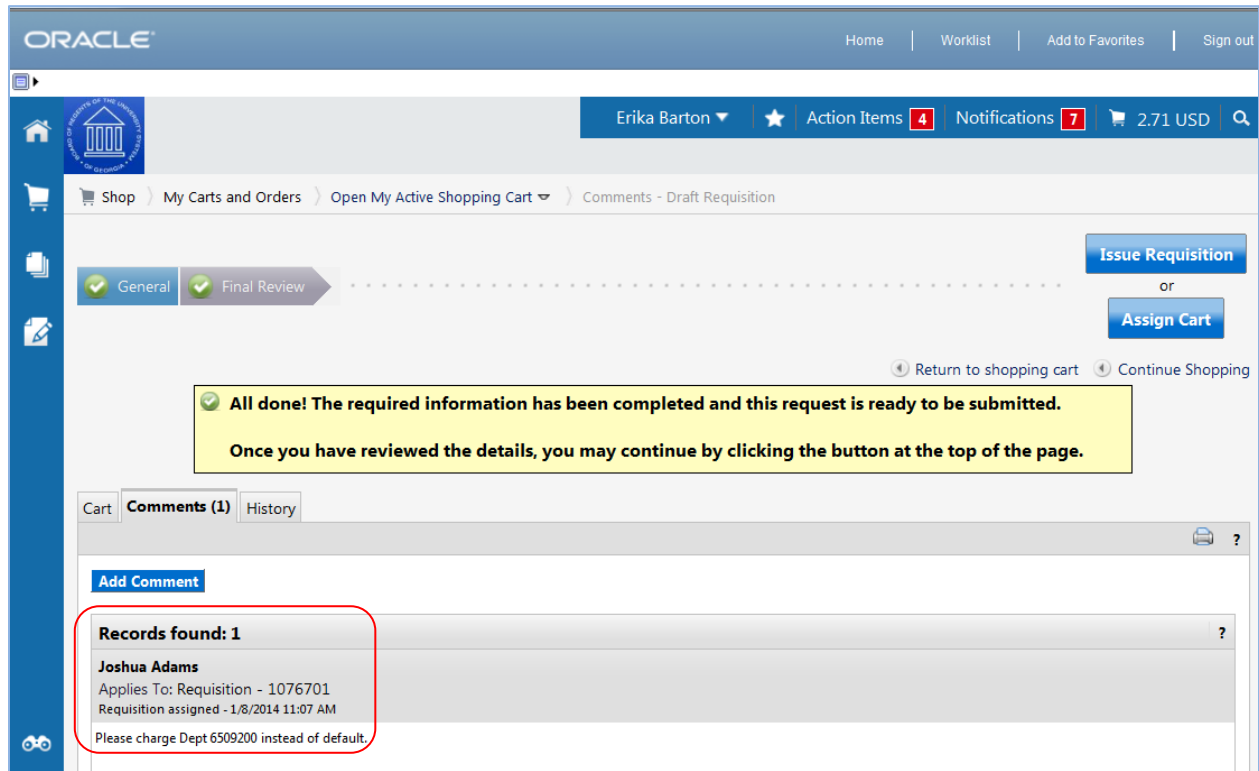 ORACLE
Home | Worklist | Add to Favorites | Sign out
Erika Barton Action Items 4 Notifications 7 2.71 USD
Shop My Carts and Orders Open My Active Shopping Cart Comments - Draft Requisition
Issue Requisition
General Final Review
or
Assign Cart
Return to shopping cart Continue Shopping
All done! The required information has been completed and this request is ready to be submitted.
Once you have reviewed the details, you may continue by clicking the button at the top of the page.
Cart Comments (1) History
?
Add Comment
Records found: 1 ?
Joshua Adams
Applies To: Requisition - 1076701
Requisition assigned - 1/8/2014 11:07 AM
Please charge Dept 6509200 instead of default.